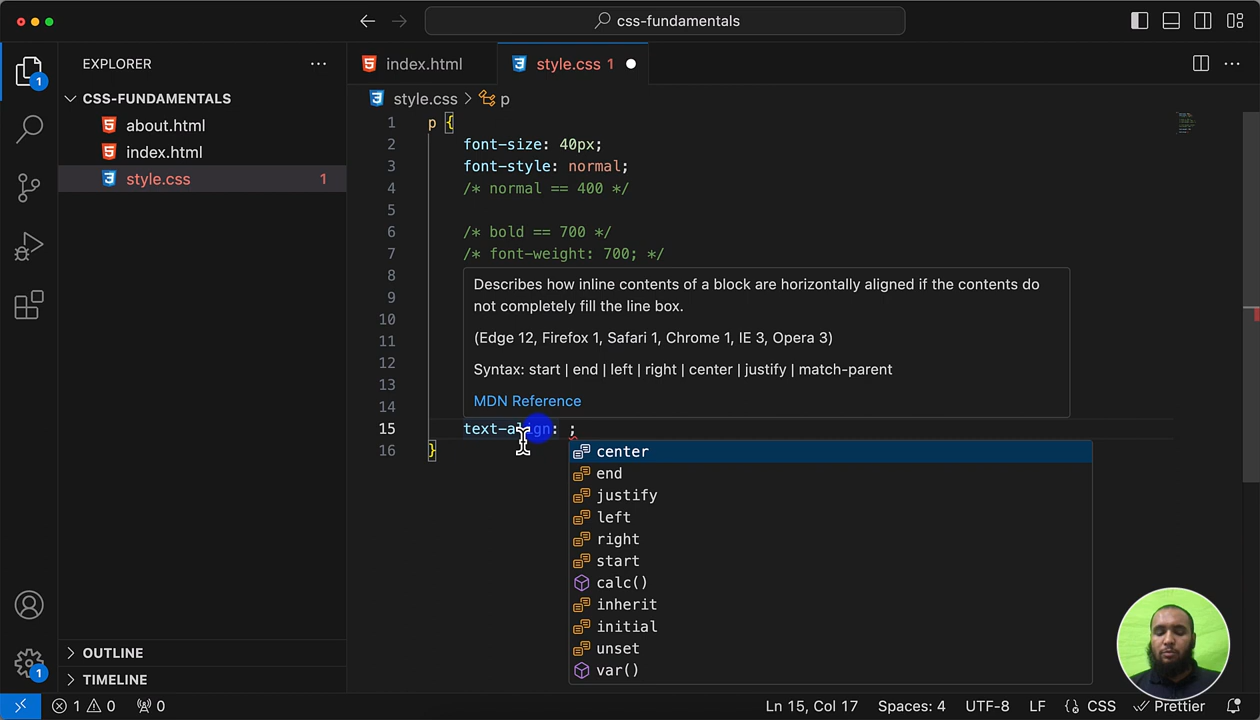 css-fundamentals
1
EXPLORER
CSS-FUNDAMENTALS
about.html
index.html
style.css 1
index.html
style.css 1
style.css > p
1 p {
2 font-size: 40px;
3 font-style: normal;
4 /* normal == 400 */
5
6 /* bold == 700 */
7 /* font-weight: 700; */
8
Describes how inline contents of a block are horizontally aligned if the contents do
9
not completely fill the line box.
10
(Edge 12, Firefox 1, Safari 1, Chrome 1, IE 3, Opera 3)
11
12
Syntax: start | end | left | right | center | justify | match-parent
13
MDN Reference
14
15 text-align: ;
16 }
center
end
justify
left
right
start
calc()
inherit
initial
unset
var()
OUTLINE
TIMELINE
1
1 0 0
Ln 15, Col 17 Spaces: 4 UTF-8 LF {} CSS Prettier